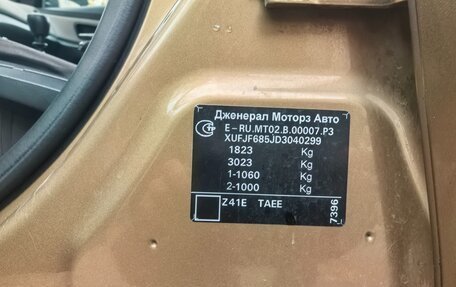 Дженерал Моторз Авто
E-RU.MT02.B.00007.P3
XUFJF685JD3040299
1823 Kg
3023 Kg
1-1060 Kg
2-1000 Kg
Z41E TAEE
7396